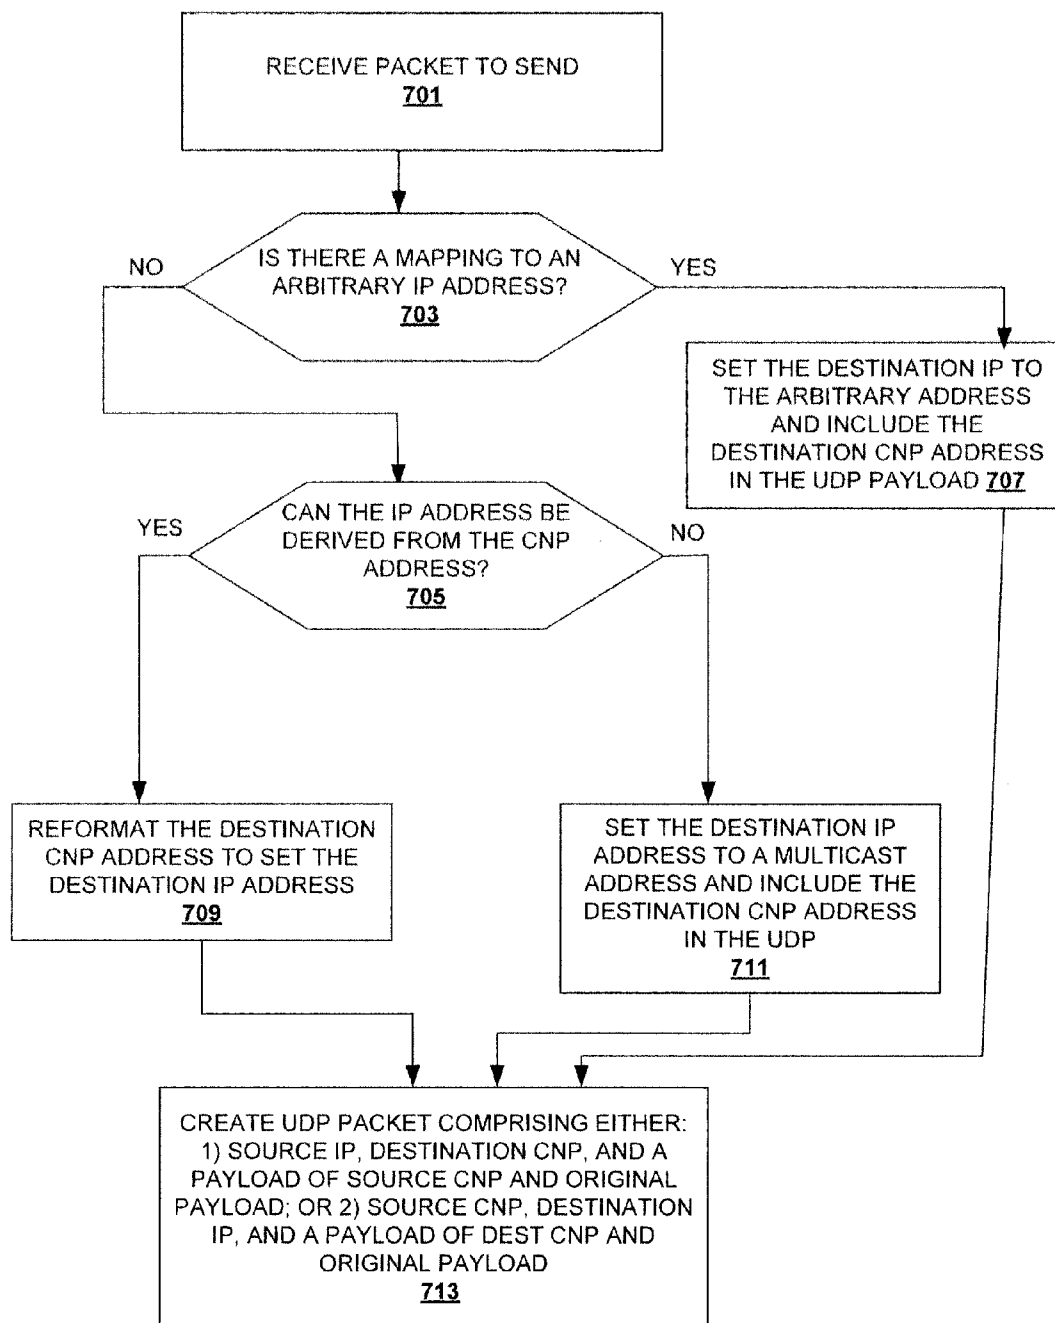 RECEIVE PACKET TO SEND
701
IS THERE A MAPPING TO AN
ARBITRARY IP ADDRESS?
703
NO
YES
SET THE DESTINATION IP TO
THE ARBITRARY ADDRESS
AND INCLUDE THE
DESTINATION CNP ADDRESS
IN THE UDP PAYLOAD 707
CAN THE IP ADDRESS BE
DERIVED FROM THE CNP
ADDRESS?
705
YES
NO
REFORMAT THE DESTINATION
CNP ADDRESS TO SET THE
DESTINATION IP ADDRESS
709
SET THE DESTINATION IP
ADDRESS TO A MULTICAST
ADDRESS AND INCLUDE THE
DESTINATION CNP ADDRESS
IN THE UDP
711
CREATE UDP PACKET COMPRISING EITHER:
1) SOURCE IP, DESTINATION CNP, AND A
PAYLOAD OF SOURCE CNP AND ORIGINAL
PAYLOAD; OR 2) SOURCE CNP, DESTINATION
IP, AND A PAYLOAD OF DEST CNP AND
ORIGINAL PAYLOAD
713